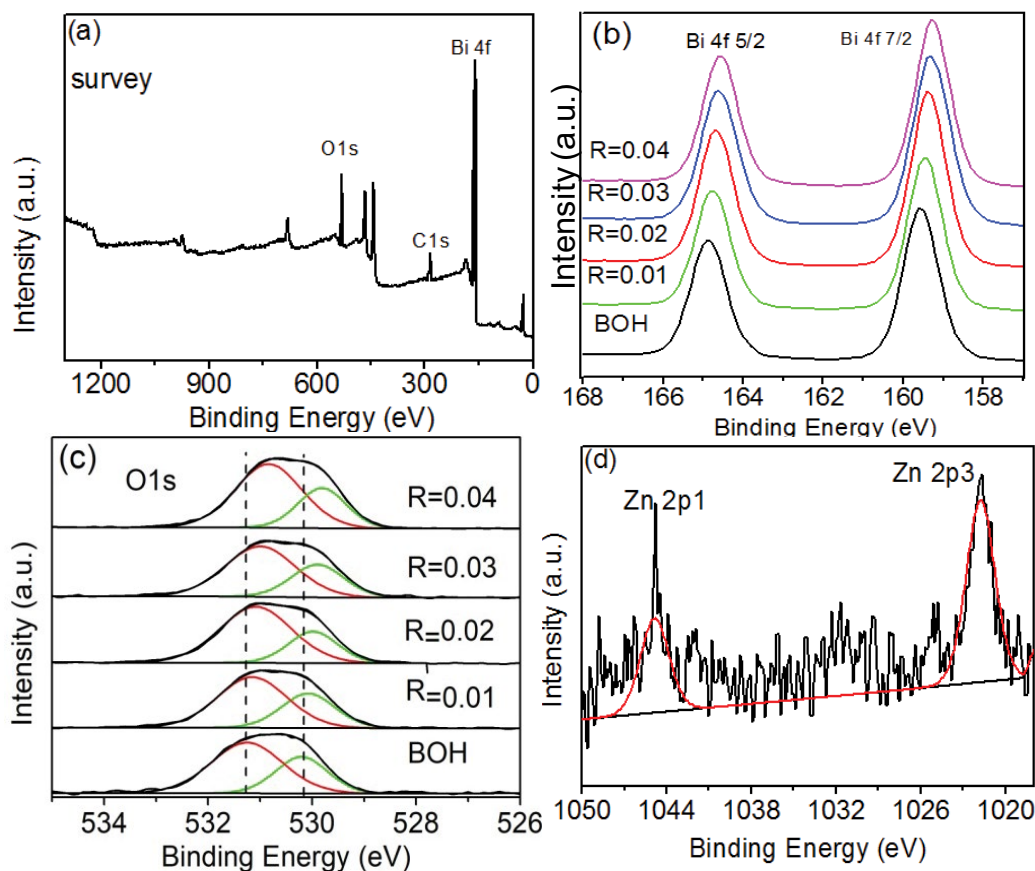 (a)
survey
Bi 4f
O1s
C1s
Intensity (a.u.)
1200 900 600 300 0
Binding Energy (eV)
(b)
Bi 4f 5/2
Bi 4f 7/2
R=0.04
R=0.03
R=0.02
R=0.01
BOH
Intensity (a.u.)
168 166 164 162 160 158
Binding Energy (eV)
(c)
O1s
R=0.04
R=0.03
R=0.02
R=0.01
BOH
Intensity (a.u.)
534 532 530 528 526
Binding Energy (eV)
(d)
Zn 2p1
Zn 2p3
Intensity (a.u.)
1050 1044 1038 1032 1026 1020
Binding Energy (eV)